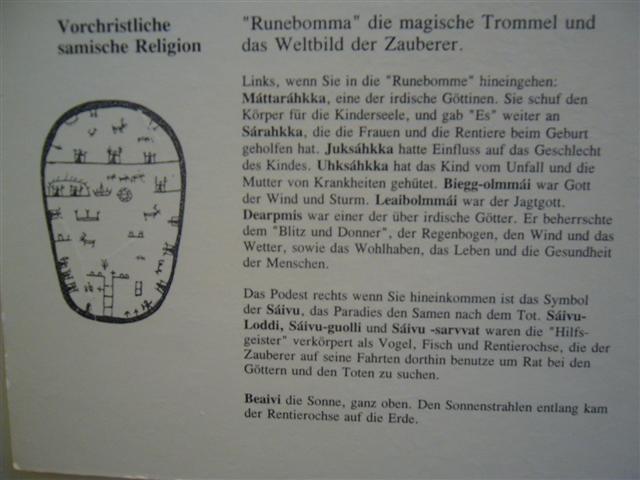 Vorchristliche
samische Religion
"Runebomma" die magische Trommel und
das Weltbild der Zauberer.
Links, wenn Sie in die "Runebomme" hineingehen:
Máttaráhkka, eine der irdische Göttinen. Sie schuf den
Körper für die Kinderseele, und gab "Es" weiter an
Sárahkka, die die Frauen und die Rentiere beim Geburt
geholfen hat. Juksáhkka hatte Einfluss auf das Geschlecht
des Kindes. Uhksáhkka hat das Kind vom Unfall und die
Mutter von Krankheiten gehütet. Biegg-olmmái war Gott
der Wind und Sturm. Leaibolmmái war der Jagtgott.
Dearpmis war einer der über irdische Götter. Er beherrschte
dem "Blitz und Donner", der Regenbogen, den Wind und das
Wetter, sowie das Wohlhaben, das Leben und die Gesundheit
der Menschen.
Das Podest rechts wenn Sie hineinkommen ist das Symbol
der Sáivu, das Paradies den Samen nach dem Tot. Sáivu-
Loddi, Sáivu-guolli und Sáivu -sarvvat waren die "Hilfs-
geister" verkörpert als Vogel, Fisch und Rentierochse, die der
Zauberer auf seine Fahrten dorthin benutze um Rat bei den
Göttern und den Toten zu suchen.
Beaivi die Sonne, ganz oben. Den Sonnenstrahlen entlang kam
der Rentierochse auf die Erde.